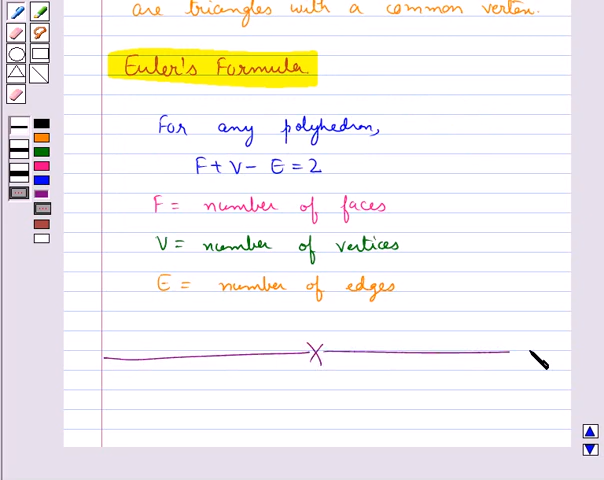 are triangles with a common vertex.
Euler's Formula
For any polyhedron,
F + V - E = 2
F = number of faces
V = number of vertices
E = number of edges